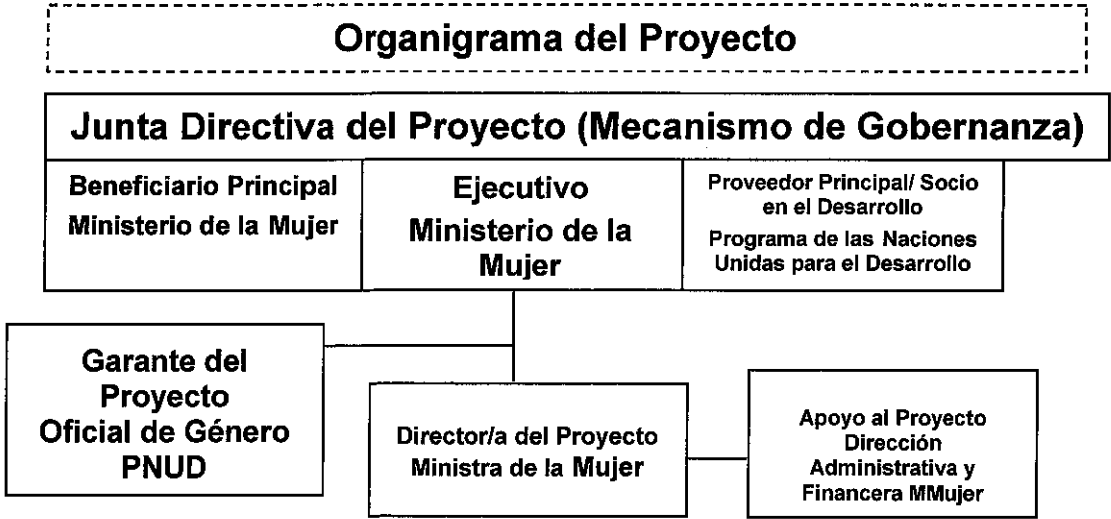 Organigrama del Proyecto
Junta Directiva del Proyecto (Mecanismo de Gobernanza)
Beneficiario Principal
Ministerio de la Mujer
Ejecutivo
Ministerio de la
Mujer
Proveedor Principal/ Socio
en el Desarrollo
Programa de las Naciones
Unidas para el Desarrollo
Garante del
Proyecto
Oficial de Género
PNUD
Director/a del Proyecto
Ministra de la Mujer
Apoyo al Proyecto
Dirección
Administrativa y
Financera MMujer